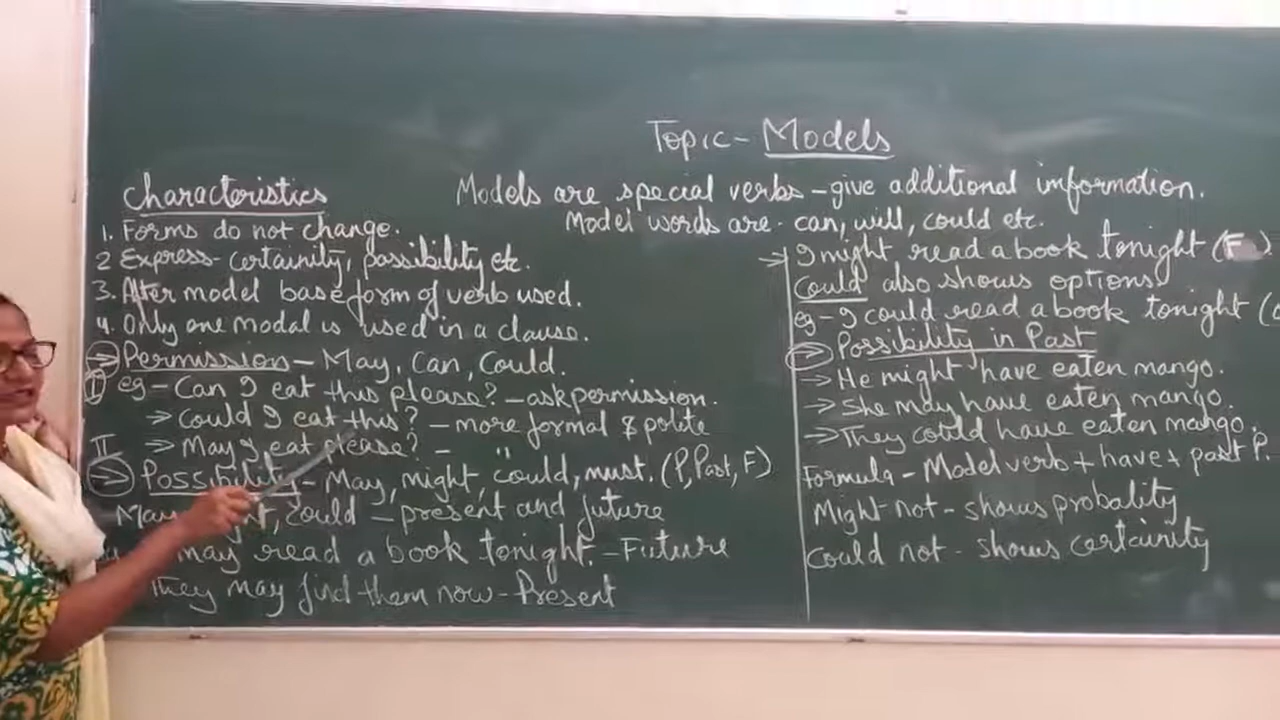 Topic - Models
Models are special verbs - give additional information.
Model words are - can, will, could etc.
Characteristics
1. Forms do not change.
2 Express - certainity, possibility etc.
3. After model base form of verb used.
4. Only one modal is used in a clause.
→ Permission - May, Can, Could.
I eg - Can I eat this please? - ask permission.
→ Could I eat this? - more formal & polite
→ May I eat please? - "
II → Possibility - May, might, could, must. (P, Past, F)
could - present and future
may read a book tonight. - Future
They may find them now - Present
→ I might, read a book tonight (F).
Could also shows options
eg - I could read a book tonight (
→ Possibility in Past
→ He might have eaten mango.
→ She may have eaten mango.
→ They could have eaten mango.
Formula - Model verb + have + past P.
Might not - shows probality
Could not - shows certainity